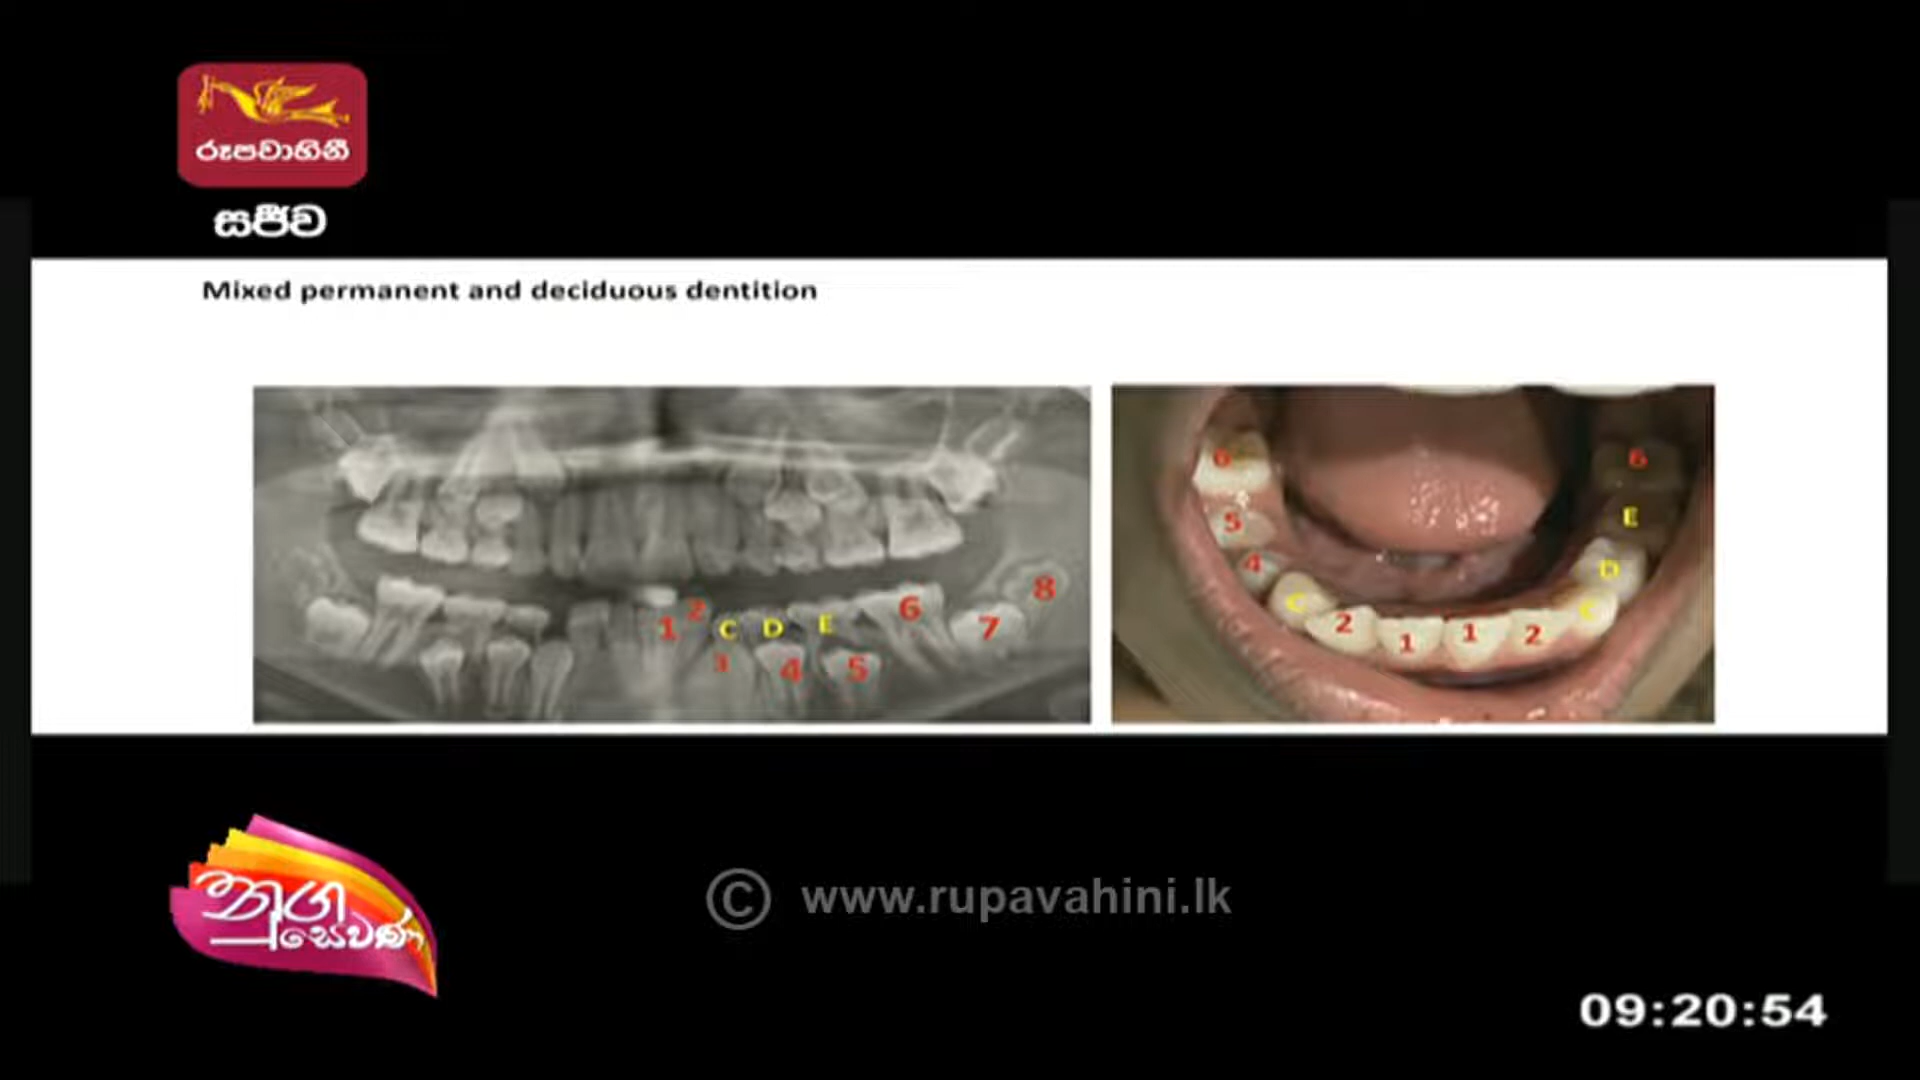 රූපවාහිනී
සජීව
Mixed permanent and deciduous dentition
1 2 C D E 6 7 8
3 4 5
6 6
5 E
4 D
C 2 1 1 2 C
නුග
සෙවණ
© www.rupavahini.lk
09:20:54